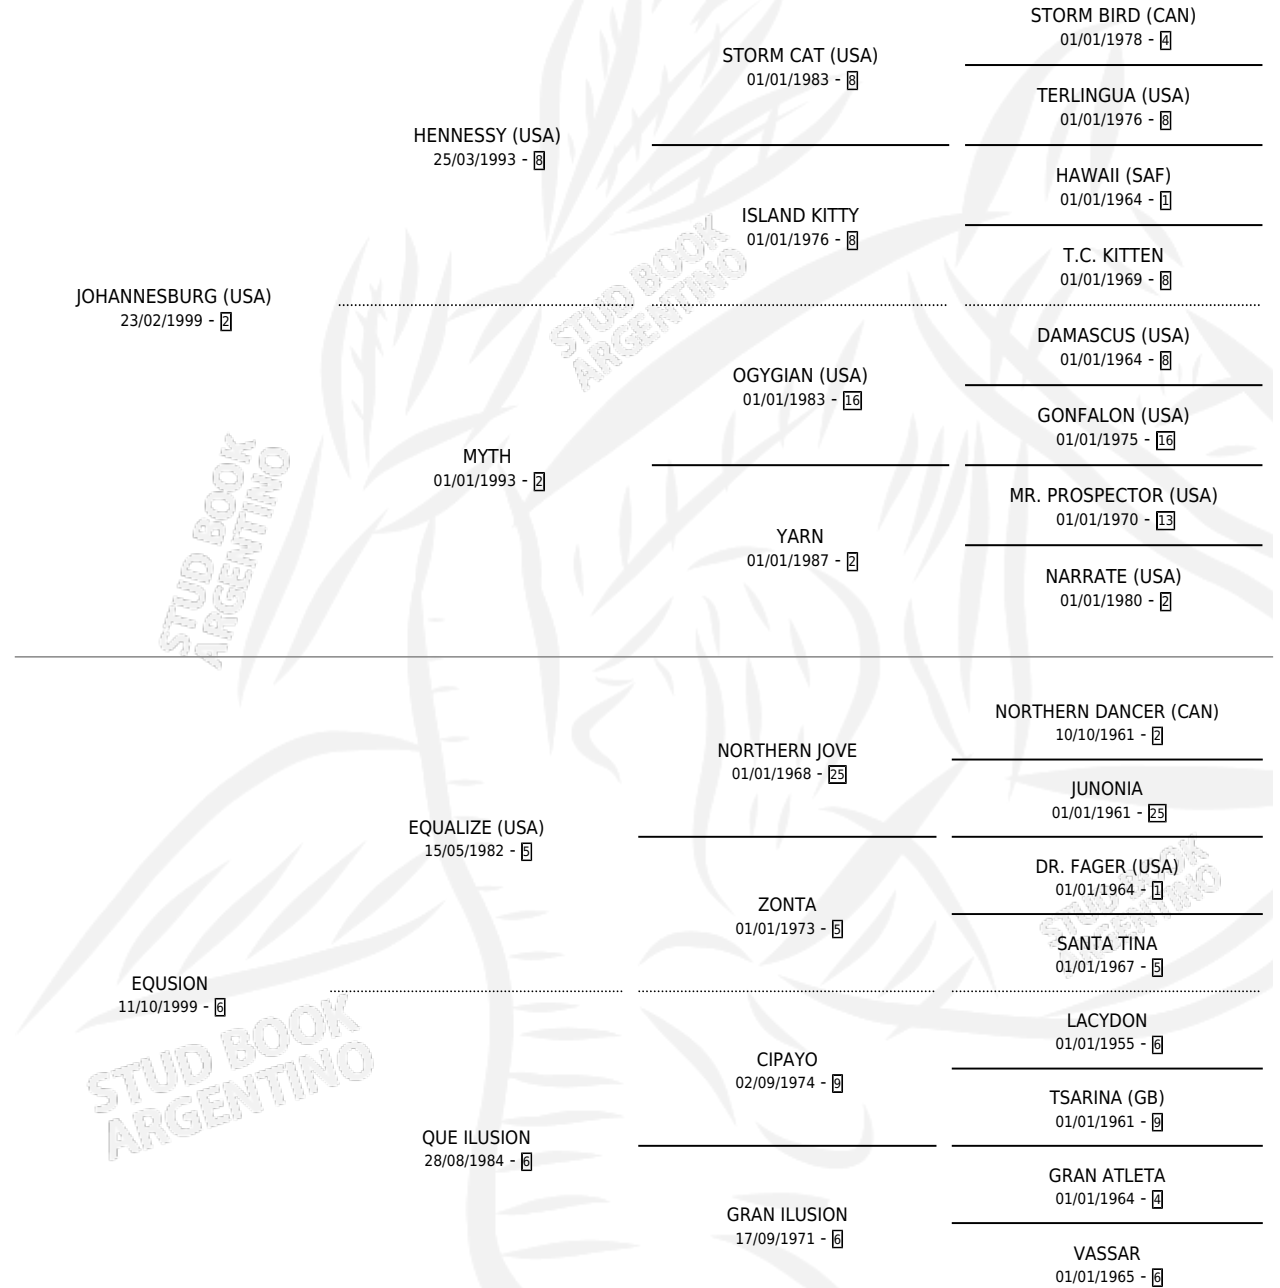 STORM BIRD (CAN)
01/01/1978 - 4
STORM CAT (USA)
01/01/1983 - 8
TERLINGUA (USA)
01/01/1976 - 8
HENNESSY (USA)
25/03/1993 - 8
HAWAII (SAF)
01/01/1964 - 1
ISLAND KITTY
01/01/1976 - 8
T.C. KITTEN
01/01/1969 - 8
JOHANNESBURG (USA)
23/02/1999 - 2
DAMASCUS (USA)
01/01/1964 - 8
OGYGIAN (USA)
01/01/1983 - 16
GONFALON (USA)
01/01/1975 - 16
MYTH
01/01/1993 - 2
MR. PROSPECTOR (USA)
01/01/1970 - 13
YARN
01/01/1987 - 2
NARRATE (USA)
01/01/1980 - 2
NORTHERN DANCER (CAN)
10/10/1961 - 2
NORTHERN JOVE
01/01/1968 - 25
JUNONIA
01/01/1961 - 25
EQUALIZE (USA)
15/05/1982 - 5
DR. FAGER (USA)
01/01/1964 - 1
ZONTA
01/01/1973 - 5
SANTA TINA
01/01/1967 - 5
EQUSION
11/10/1999 - 6
LACYDON
01/01/1955 - 6
CIPAYO
02/09/1974 - 9
TSARINA (GB)
01/01/1961 - 9
QUE ILUSION
28/08/1984 - 6
GRAN ATLETA
01/01/1964 - 4
GRAN ILUSION
17/09/1971 - 6
VASSAR
01/01/1965 - 6
STUD BOOK
ARGENTINO
STUD BOOK
ARGENTINO
STUD BOOK
ARGENTINO
STUD BOOK
ARGENTINO